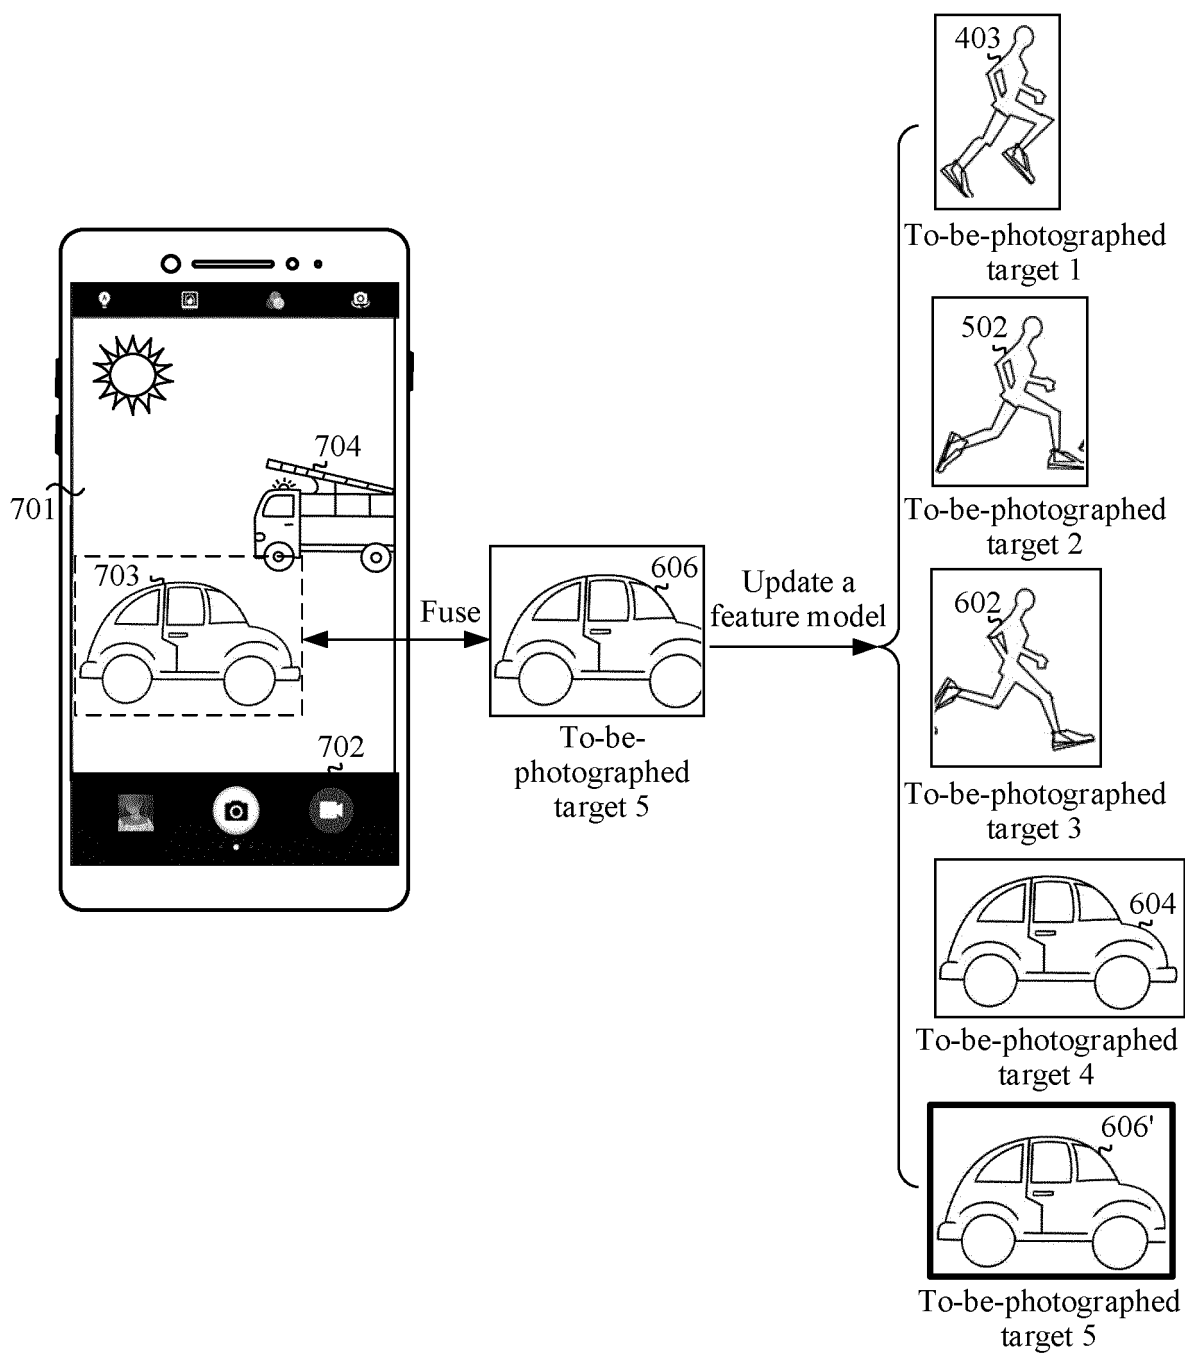 403
To-be-photographed
target 1
502
To-be-photographed
target 2
704
701
703
Fuse
606
Update a
feature model
602
To-be-
photographed
target 5
702
To-be-photographed
target 3
604
To-be-photographed
target 4
606'
To-be-photographed
target 5